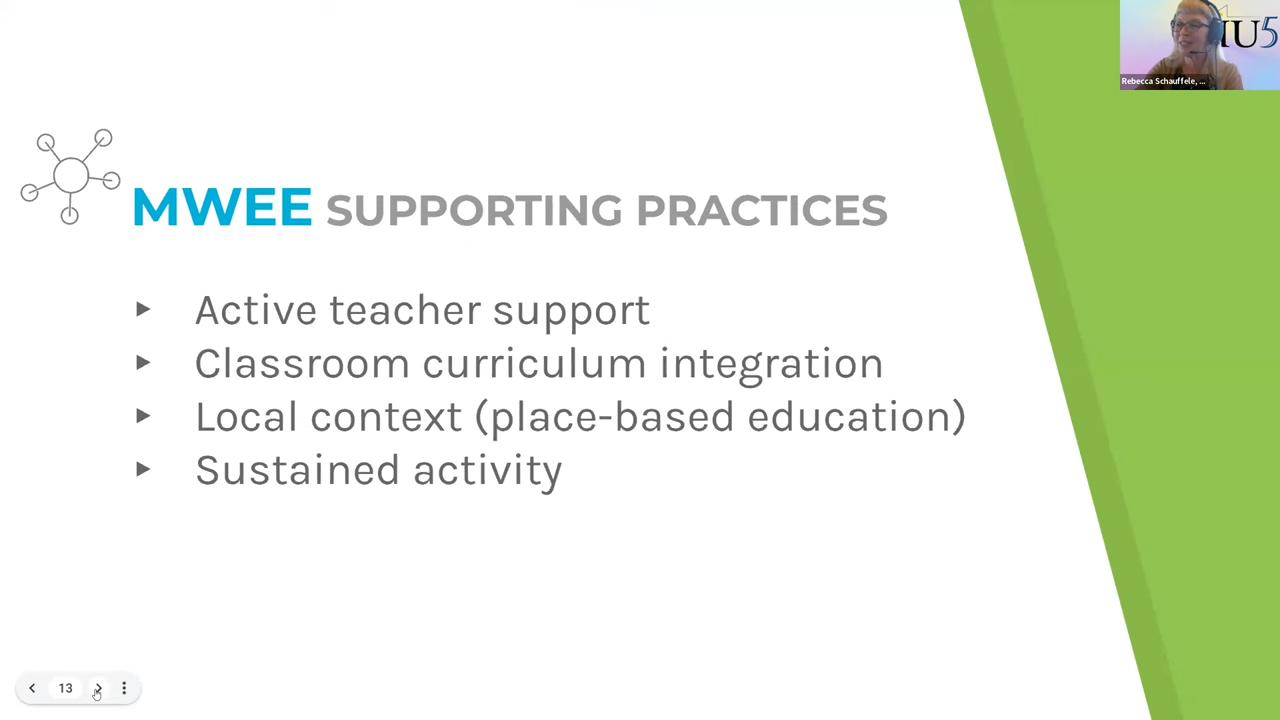 IU5
Rebecca Schauffele, ...
MWEE SUPPORTING PRACTICES
Active teacher support
Classroom curriculum integration
Local context (place-based education)
Sustained activity
13